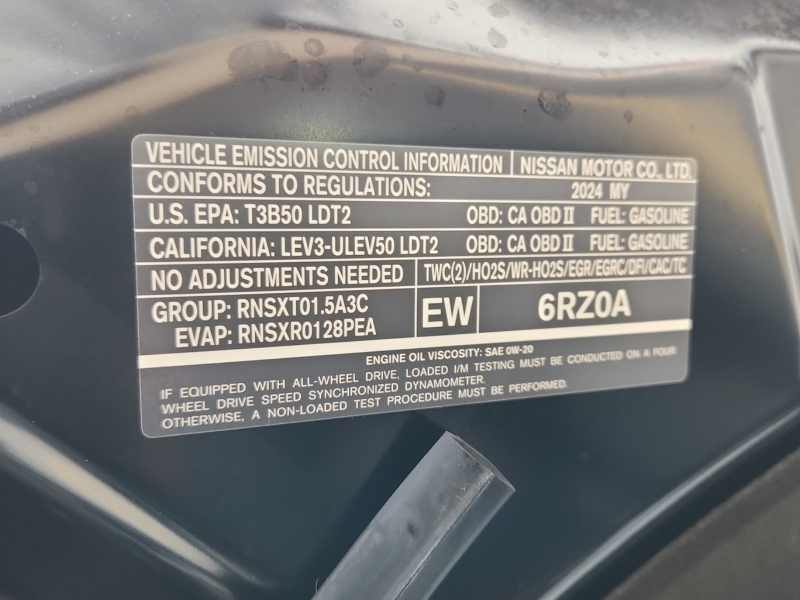 VEHICLE EMISSION CONTROL INFORMATION NISSAN MOTOR CO., LTD.
CONFORMS TO REGULATIONS: 2024 MY
U.S. EPA: T3B50 LDT2 OBD: CA OBD II FUEL: GASOLINE
CALIFORNIA: LEV3-ULEV50 LDT2 OBD: CA OBD II FUEL: GASOLINE
NO ADJUSTMENTS NEEDED TWC(2)/HO2S/WR-HO2S/EGR/EGRC/DFI/CAC/TC
GROUP: RNSXT01.5A3C
EVAP: RNSXR0128PEA
EW
6RZ0A
ENGINE OIL VISCOSITY: SAE 0W-20
IF EQUIPPED WITH ALL-WHEEL DRIVE, LOADED I/M TESTING MUST BE CONDUCTED ON A FOUR
WHEEL DRIVE SPEED SYNCHRONIZED DYNAMOMETER.
OTHERWISE, A NON-LOADED TEST PROCEDURE MUST BE PERFORMED.